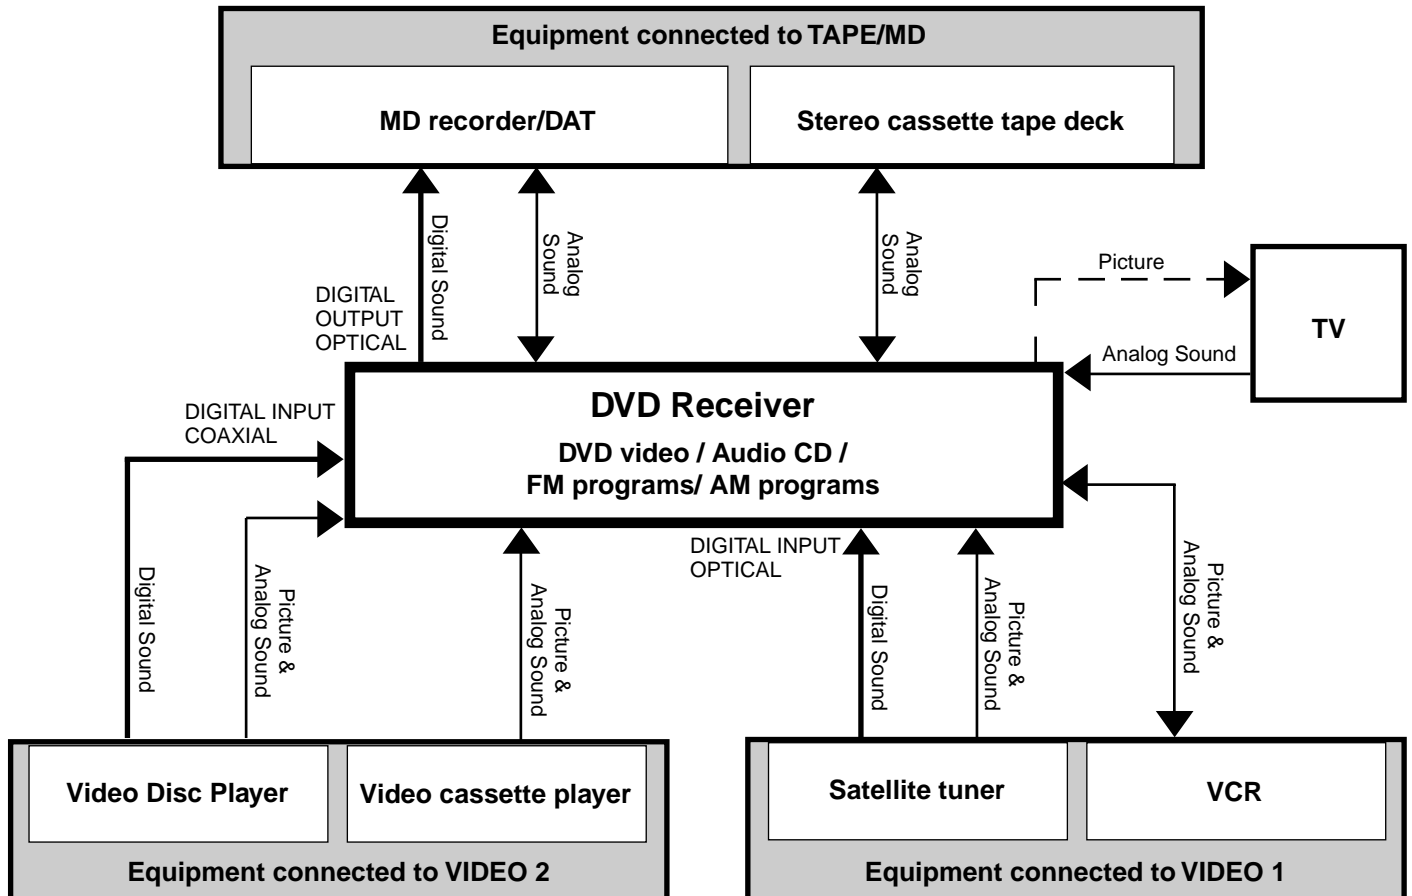 Equipment connected to TAPE/MD
MD recorder/DAT
Stereo cassette tape deck
Digital Sound
Analog
Sound
Analog
Sound
DIGITAL
OUTPUT
OPTICAL
Picture
TV
Analog Sound
DVD Receiver
DVD video / Audio CD /
FM programs/ AM programs
DIGITAL INPUT
COAXIAL
DIGITAL INPUT
OPTICAL
Digital Sound
Picture &
Analog Sound
Picture &
Analog Sound
Digital Sound
Picture &
Analog Sound
Picture &
Analog Sound
Video Disc Player
Video cassette player
Equipment connected to VIDEO 2
Satellite tuner
VCR
Equipment connected to VIDEO 1